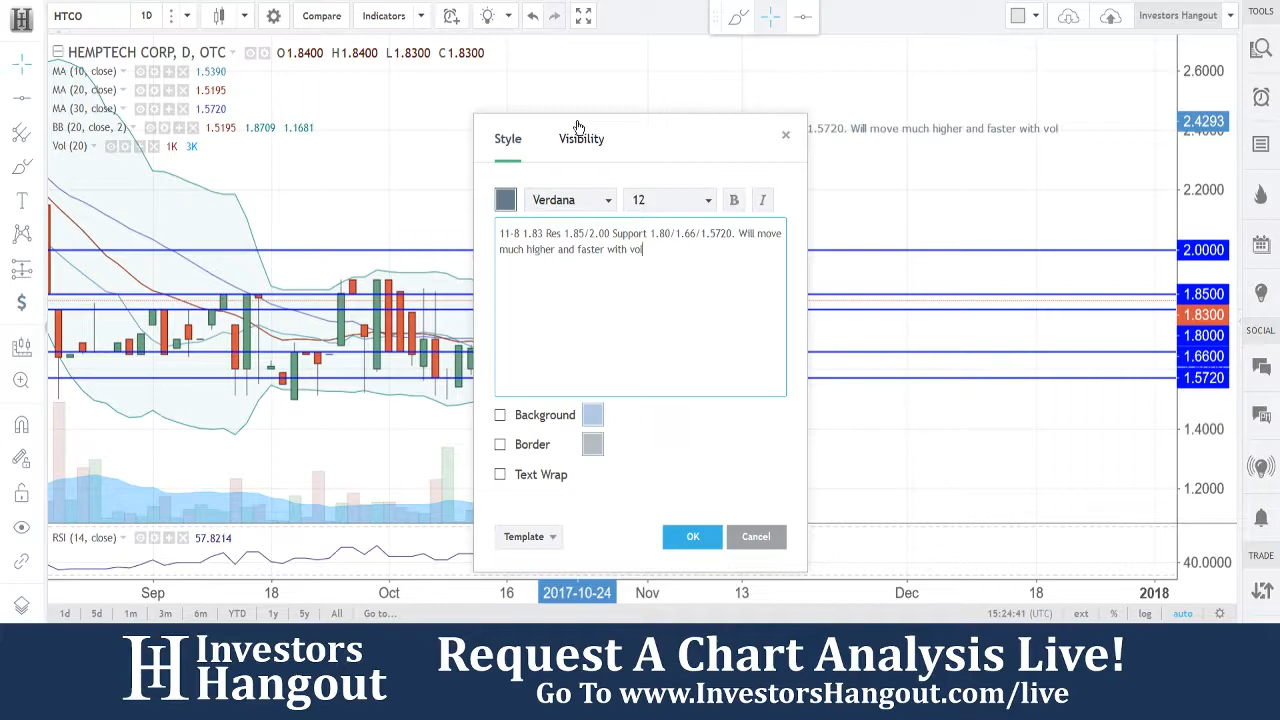 HTCO
1D
Compare
Indicators
Investors Hangout
TOOLS
HEMPTECH CORP, D, OTC
O1.8400 H1.8400 L1.8300 C1.8300
MA (10, close) 1.5390
MA (20, close) 1.5195
MA (30, close) 1.5720
BB (20, close, 2) 1.5195 1.8709 1.1681
Vol (20) 1K 3K
1.5720. Will move much higher and faster with vol
Style
Visibility
Verdana
12
B
I
11-8 1.83 Res 1.85/2.00 Support 1.80/1.66/1.5720. Will move
much higher and faster with vol
Background
Border
Text Wrap
Template
OK
Cancel
2.6000
2.4293
2.2000
2.0000
1.8500
1.8300
1.8000
1.6600
1.5720
1.4000
1.2000
40.0000
SOCIAL
TRADE
RSI (14, close) 57.8214
Sep
18
Oct
16
2017-10-24
Nov
13
Dec
18
2018
1d 5d 1m 3m 6m YTD 1y 5y All Go to...
15:24:41 (UTC) ext % log auto
Investors
Hangout
Request A Chart Analysis Live!
Go To www.InvestorsHangout.com/live